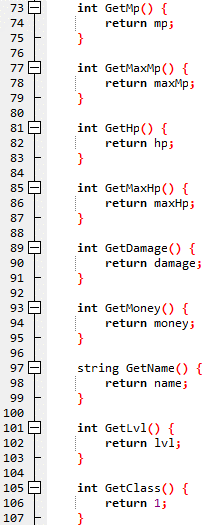 73 int GetMp() {
74 return mp;
75 }
76
77 int GetMaxMp() {
78 return maxMp;
79 }
80
81 int GetHp() {
82 return hp;
83 }
84
85 int GetMaxHp() {
86 return maxHp;
87 }
88
89 int GetDamage() {
90 return damage;
91 }
92
93 int GetMoney() {
94 return money;
95 }
96
97 string GetName() {
98 return name;
99 }
100
101 int GetLvl() {
102 return lvl;
103 }
104
105 int GetClass() {
106 return 1;
107 }